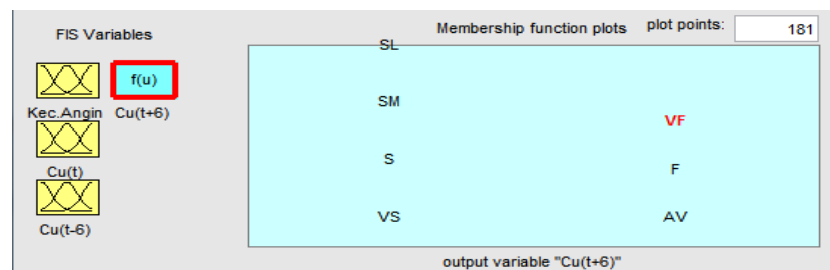 FIS Variables
f(u)
Kec.Angin
Cu(t+6)
Cu(t)
Cu(t-6)
Membership function plots
plot points:
181
SL
SM
S
VS
VF
F
AV
output variable "Cu(t+6)"